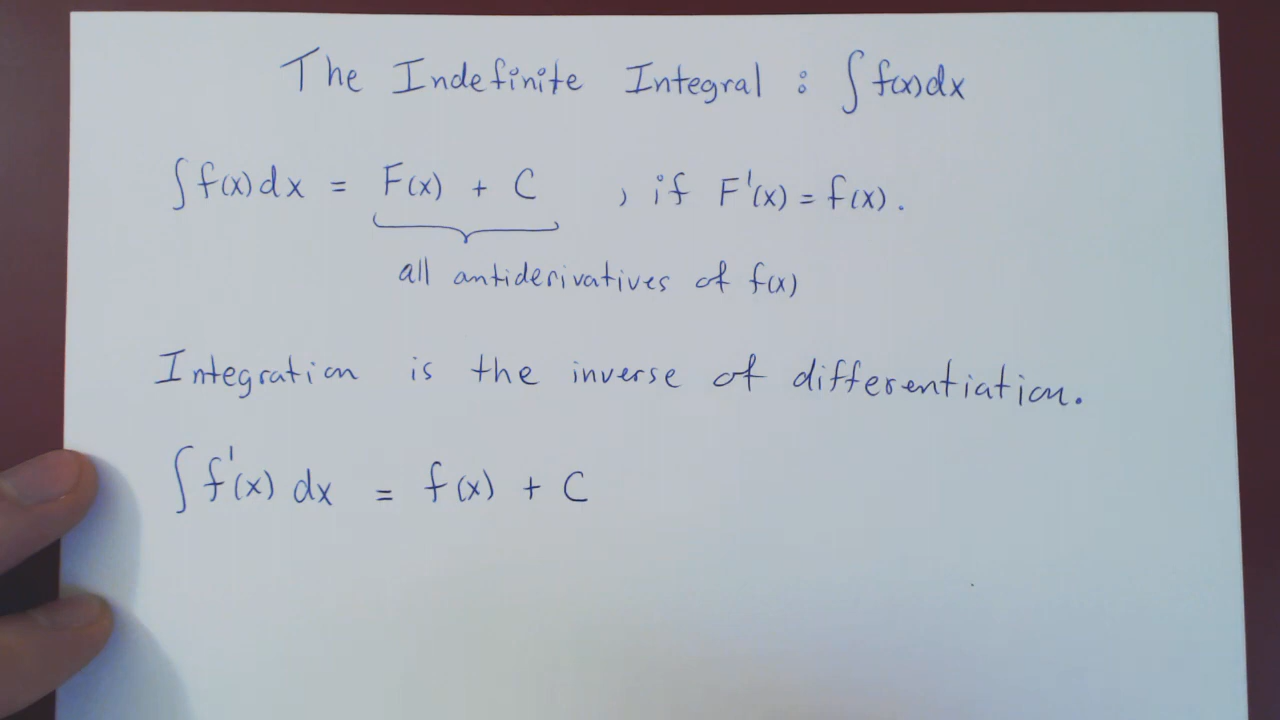 The Indefinite Integral : ∫ f(x) dx
∫ f(x) dx = F(x) + C , if F'(x) = f(x).
all antiderivatives of f(x)
Integration is the inverse of differentiation.
∫ f'(x) dx = f(x) + C